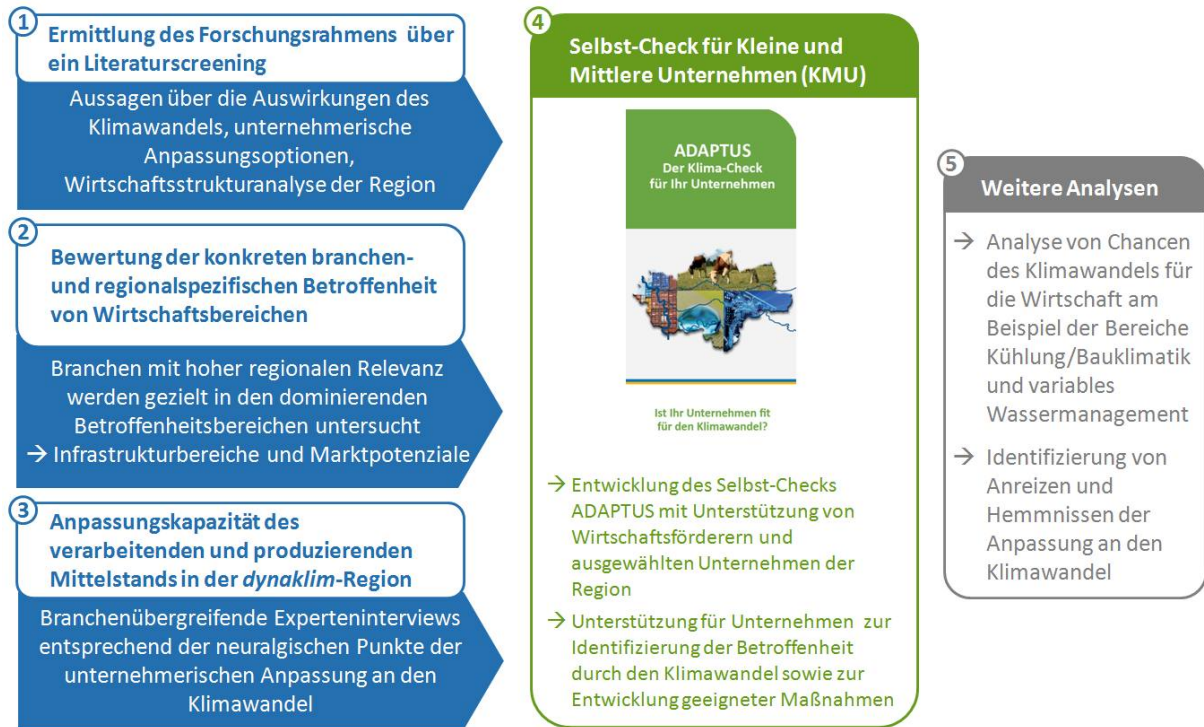 1
Ermittlung des Forschungsrahmens über
ein Literaturscreening
Aussagen über die Auswirkungen des
Klimawandels, unternehmerische
Anpassungsoptionen,
Wirtschaftsstrukturanalyse der Region
2
Bewertung der konkreten branchen-
und regionalspezifischen Betroffenheit
von Wirtschaftsbereichen
Branchen mit hoher regionalen Relevanz
werden gezielt in den dominierenden
Betroffenheitsbereichen untersucht
→ Infrastrukturbereiche und Marktpotenziale
3
Anpassungskapazität des
verarbeitenden und produzierenden
Mittelstands in der dynaklim-Region
Branchenübergreifende Experteninterviews
entsprechend der neuralgischen Punkte der
unternehmerischen Anpassung an den
Klimawandel
4
Selbst-Check für Kleine und
Mittlere Unternehmen (KMU)
ADAPTUS
Der Klima-Check
für Ihr Unternehmen
Ist Ihr Unternehmen fit
für den Klimawandel?
→ Entwicklung des Selbst-Checks
ADAPTUS mit Unterstützung von
Wirtschaftsförderern und
ausgewählten Unternehmen der
Region
→ Unterstützung für Unternehmen zur
Identifizierung der Betroffenheit
durch den Klimawandel sowie zur
Entwicklung geeigneter Maßnahmen
5
Weitere Analysen
→ Analyse von Chancen
des Klimawandels für
die Wirtschaft am
Beispiel der Bereiche
Kühlung/Bauklimatik
und variables
Wassermanagement
→ Identifizierung von
Anreizen und
Hemmnissen der
Anpassung an den
Klimawandel